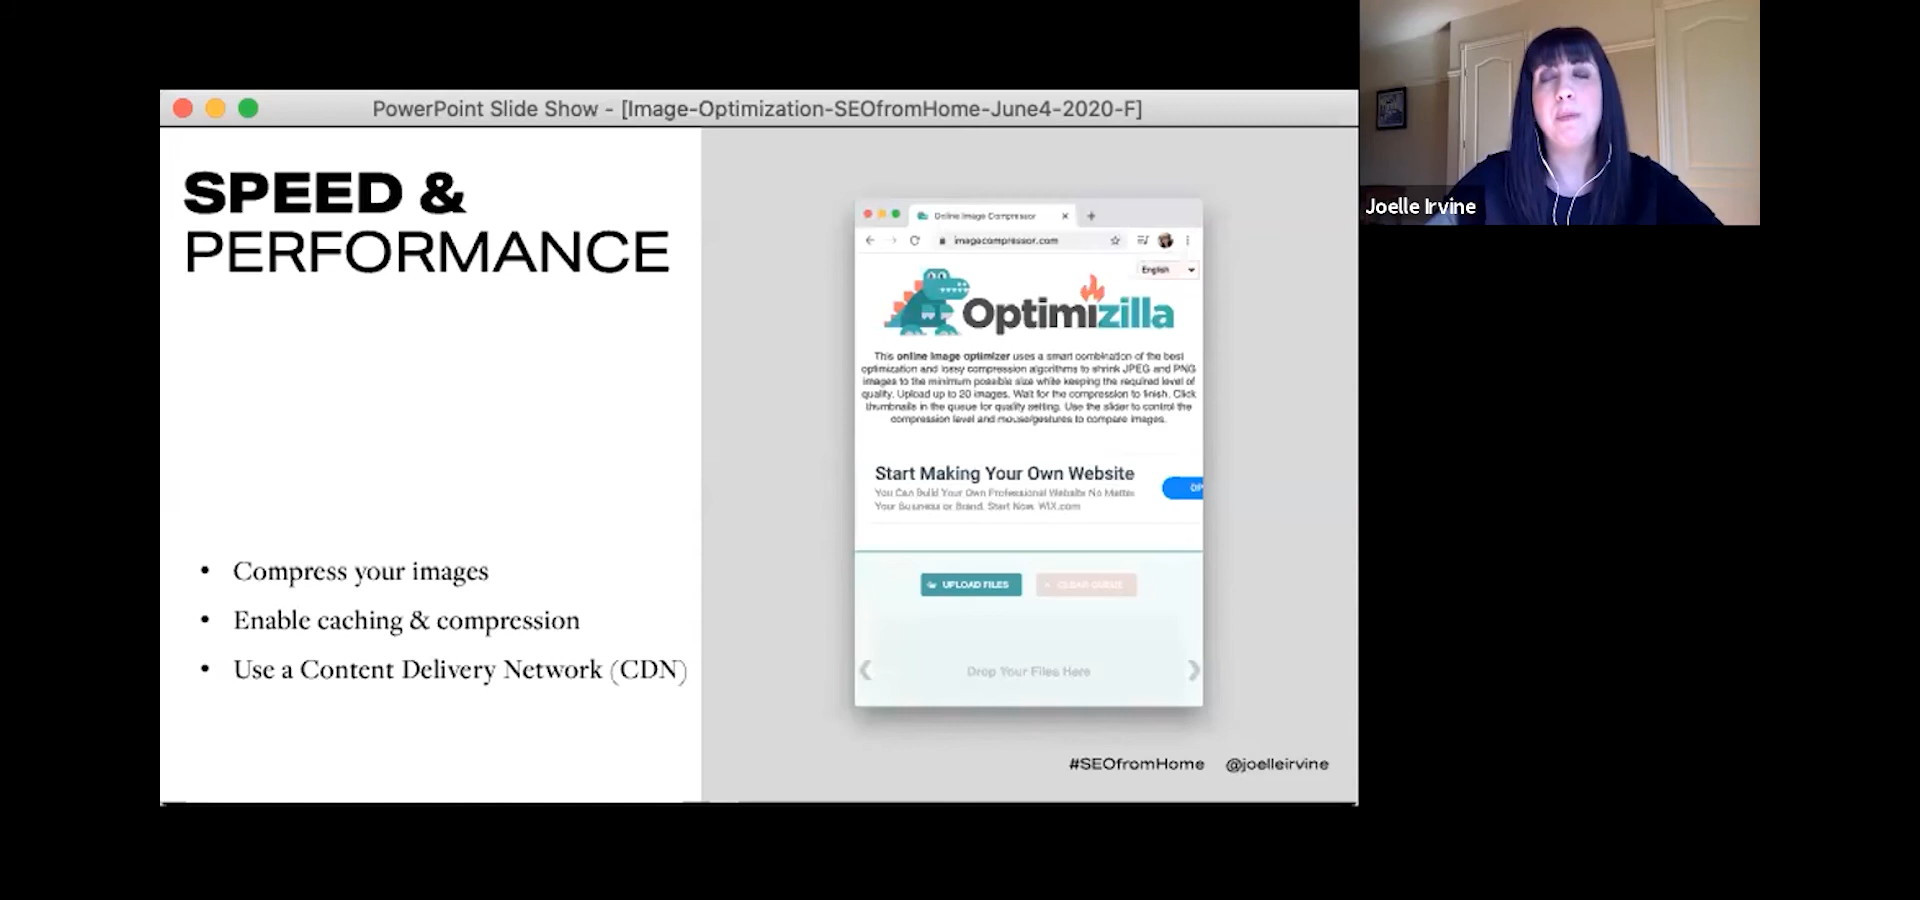 PowerPoint Slide Show - [Image-Optimization-SEOfromHome-June4-2020-F]
Joelle Irvine
SPEED &
PERFORMANCE
• Compress your images
• Enable caching & compression
• Use a Content Delivery Network (CDN)
Online Image Compressor
imagecompressor.com
English
Optimizilla
This online image optimizer uses a smart combination of the best
optimization and lossy compression algorithms to shrink JPEG and PNG
images to the minimum possible size while keeping the required level of
quality. Upload up to 20 images. Wait for the compression to finish. Click
thumbnails in the queue for quality setting. Use the slider to control the
compression level and mouse/gestures to compare images.
Start Making Your Own Website
You Can Build Your Own Professional Website No Matter
Your Business or Brand. Start Now. WIX.com
OP
UPLOAD FILES
CLEAR QUEUE
Drop Your Files Here
#SEOfromHome @joelleirvine